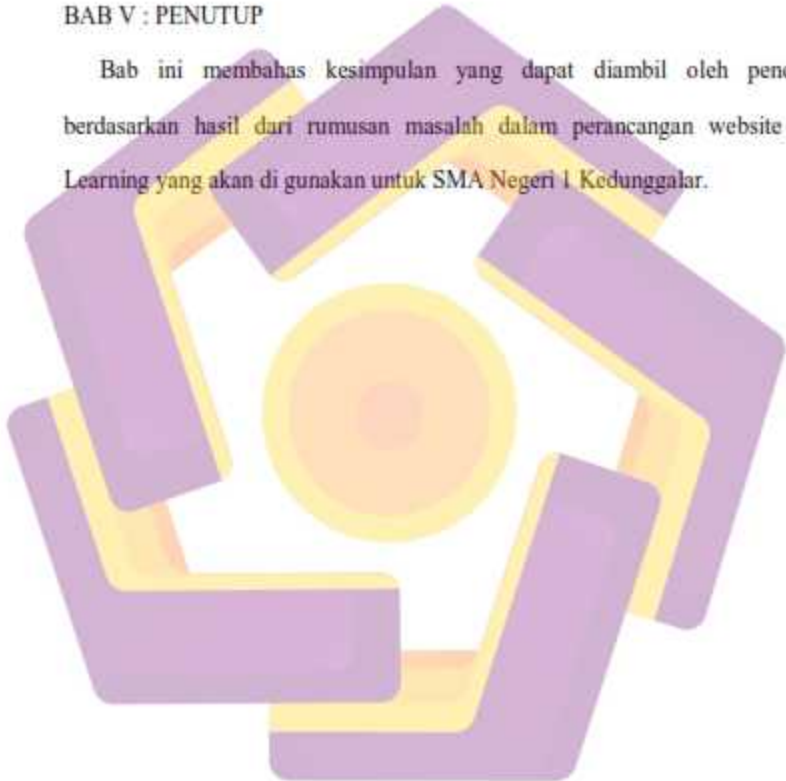 BAB V : PENUTUP
Bab ini membahas kesimpulan yang dapat diambil oleh
berdasarkan hasil dari rumusan masalah dalam perancangan website
Learning yang akan di gunakan untuk SMA Negeri 1 Kedunggalar.